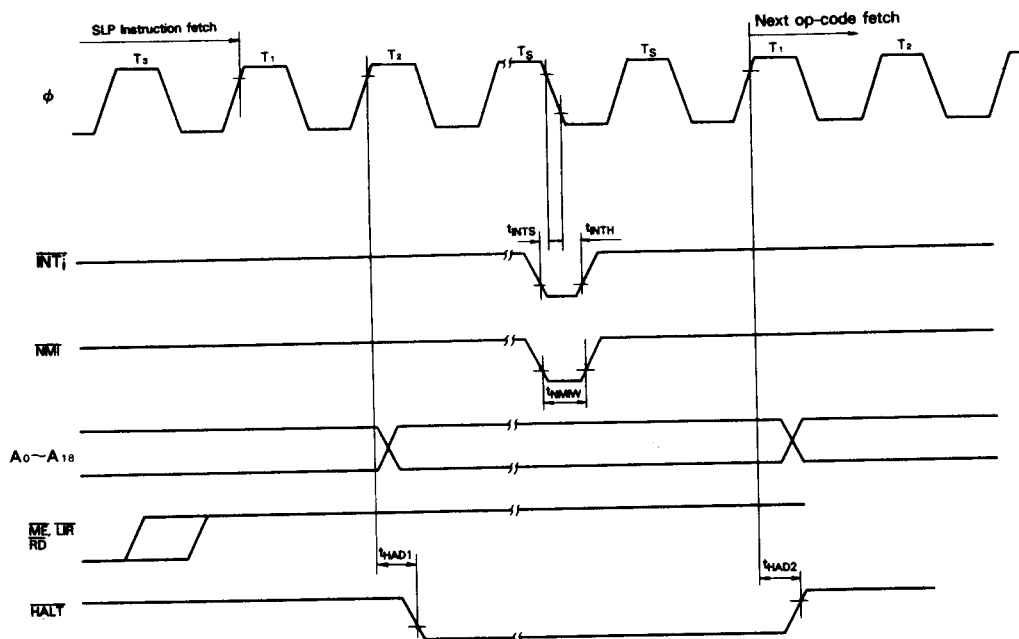 SLP Instruction fetch
Next op-code fetch
T3 T1 T2 TS TS T1 T2
φ
tINTS tINTH
INTi
NMI
tNMIW
A0~A18
ME, LIR
RD
tHAD1 tHAD2
HALT